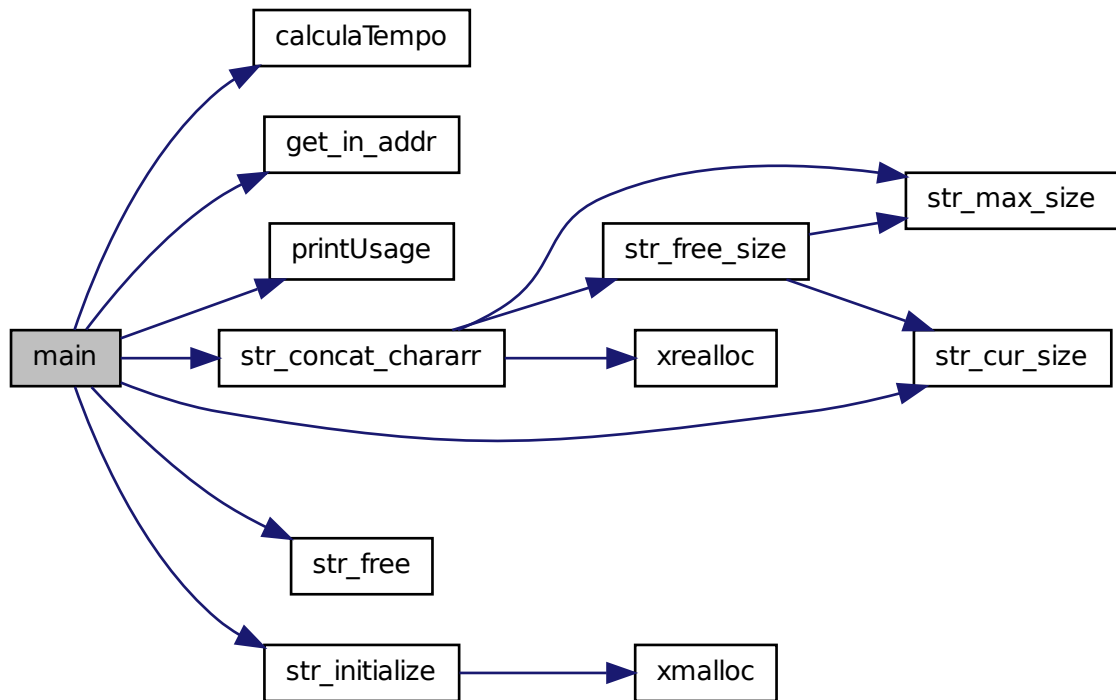 calculaTempo
get_in_addr
str_max_size
printUsage
str_free_size
main
str_concat_chararr
xrealloc
str_cur_size
str_free
str_initialize
xmalloc